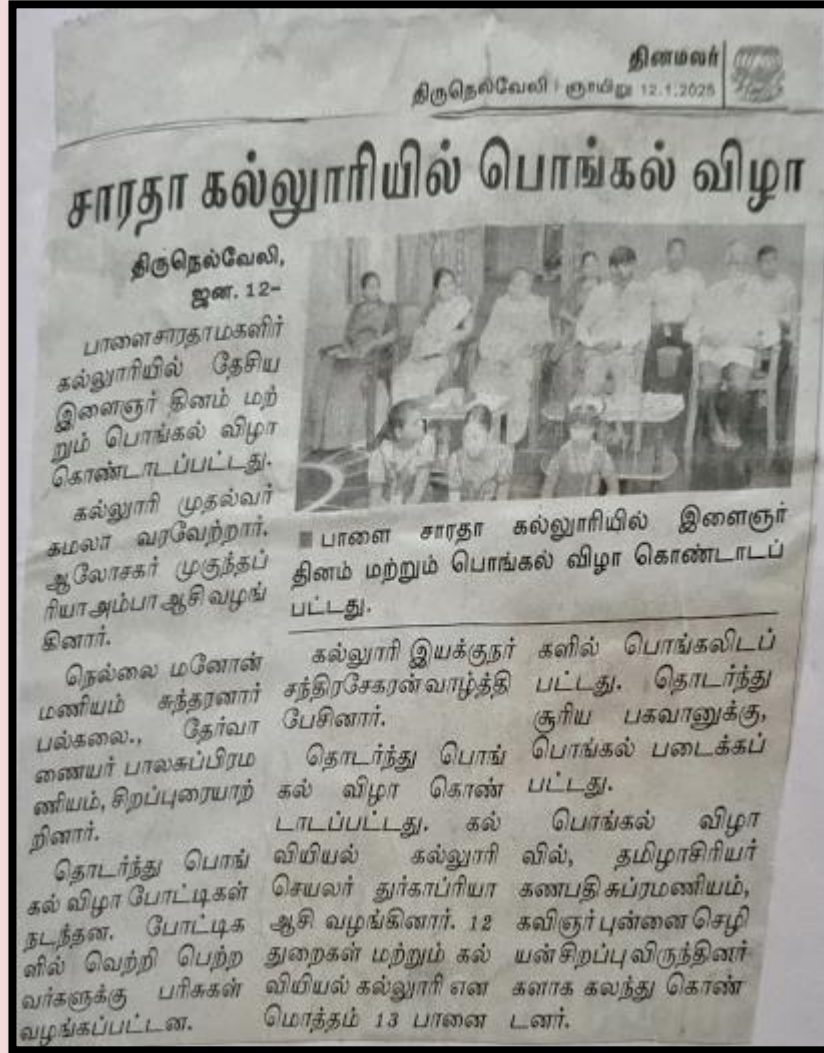 தினமலர்
திருநெல்வேலி | ஞாயிறு 12.1.2025
சாரதா கல்லுாரியில் பொங்கல் விழா
திருநெல்வேலி,
ஜன. 12–
பாளை சாரதா மகளிர்
கல்லுாரியில் தேசிய
இளைஞர் தினம் மற்
றும் பொங்கல் விழா
கொண்டாடப்பட்டது.
கல்லுாரி முதல்வர்
கமலா வரவேற்றார்.
ஆலோசகர் முகுந்தப்
ரியா அம்பா ஆசி வழங்
கினார்.
நெல்லை மனோன்
மணியம் சுந்தரனார்
பல்கலை., தேர்வா
ணையர் பாலசுப்பிரம
ணியம், சிறப்புரையாற்
றினார்.
தொடர்ந்து பொங்
கல் விழா போட்டிகள்
நடந்தன. போட்டிக
ளில் வெற்றி பெற்ற
வர்களுக்கு பரிசுகள்
வழங்கப்பட்டன.
■ பாளை சாரதா கல்லுாரியில் இளைஞர்
தினம் மற்றும் பொங்கல் விழா கொண்டாடப்
பட்டது.
கல்லுாரி இயக்குநர்
சந்திரசேகரன் வாழ்த்தி
பேசினார்.
தொடர்ந்து பொங்
கல் விழா கொண்
டாடப்பட்டது. கல்
வியியல் கல்லுாரி
செயலர் துர்காப்ரியா
ஆசி வழங்கினார். 12
துறைகள் மற்றும் கல்
வியியல் கல்லுாரி என
மொத்தம் 13 பானை
களில் பொங்கலிடப்
பட்டது. தொடர்ந்து
சூரிய பகவானுக்கு,
பொங்கல் படைக்கப்
பட்டது.
பொங்கல் விழா
வில், தமிழாசிரியர்
கணபதி சுப்ரமணியம்,
கவிஞர் புன்னை செழி
யன் சிறப்பு விருந்தினர்
களாக கலந்து கொண்
டனர்.